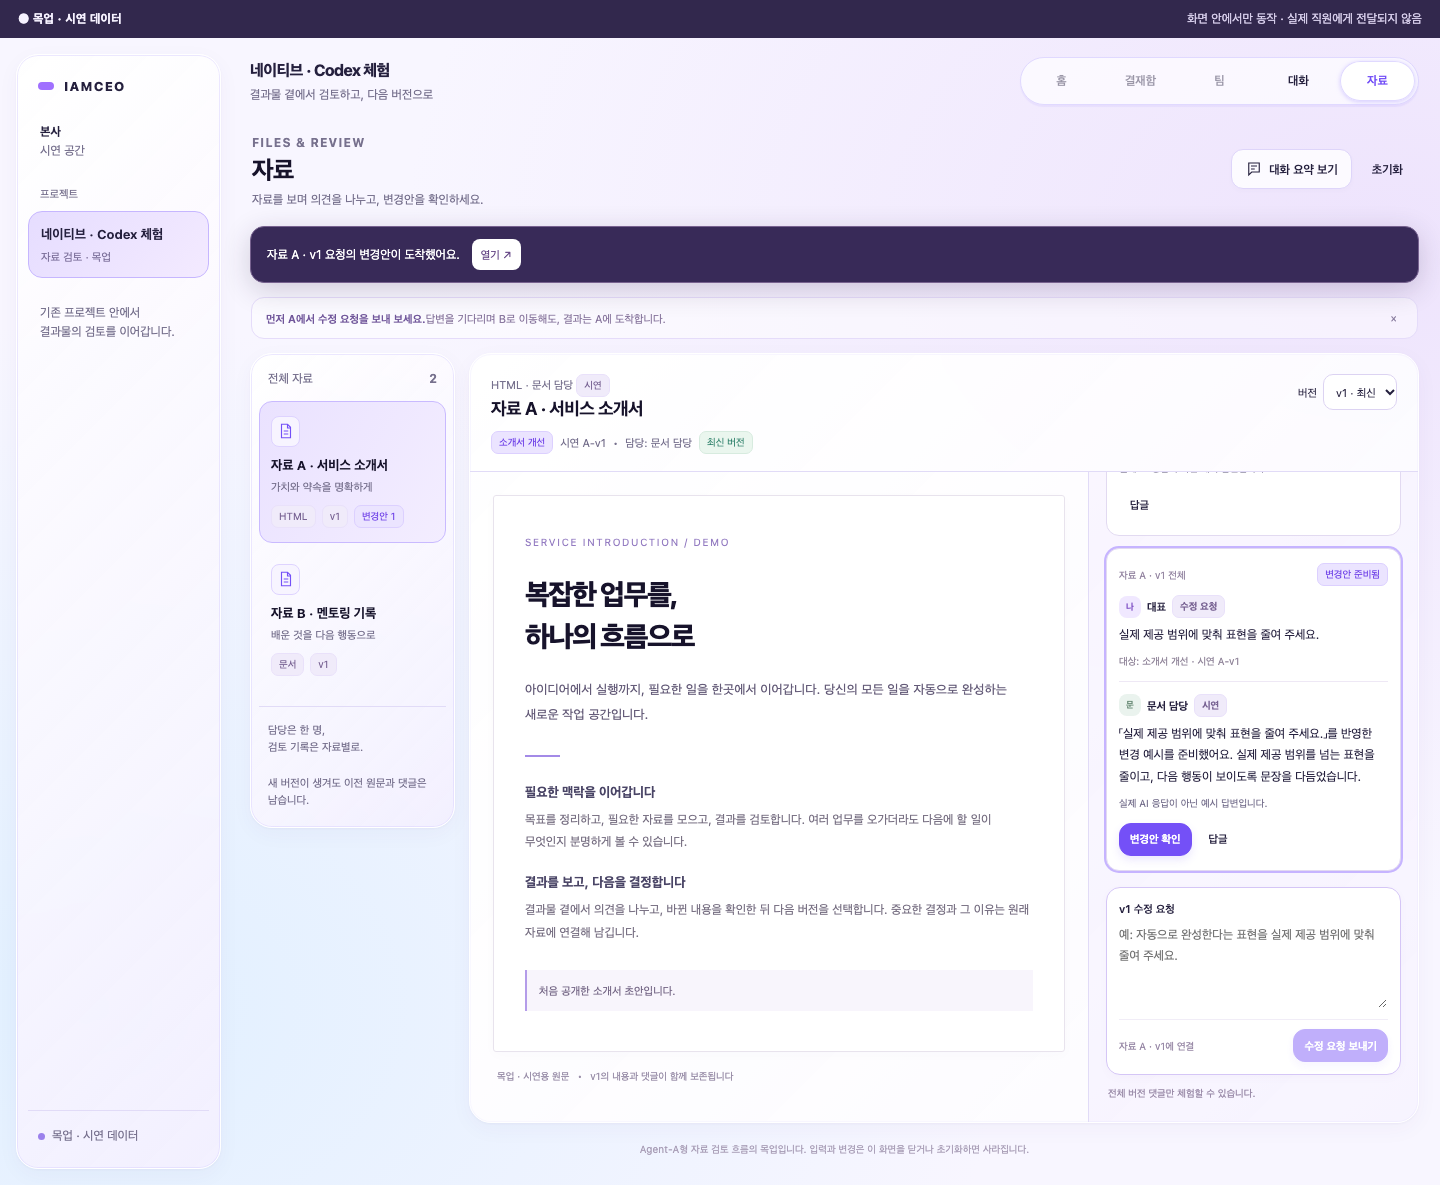 목업 · 시연 데이터
화면 안에서만 동작 · 실제 직원에게 전달되지 않음
IAMCEO
본사
시연 공간
프로젝트
네이티브 · Codex 체험
자료 검토 · 목업
기존 프로젝트 안에서
결과물의 검토를 이어갑니다.
목업 · 시연 데이터
네이티브 · Codex 체험
결과물 곁에서 검토하고, 다음 버전으로
홈
결재함
팀
대화
자료
FILES & REVIEW
자료
자료를 보며 의견을 나누고, 변경안을 확인하세요.
대화 요약 보기
초기화
자료 A · v1 요청의 변경안이 도착했어요.
열기 ↗
먼저 A에서 수정 요청을 보내 보세요.답변을 기다리며 B로 이동해도, 결과는 A에 도착합니다.
×
전체 자료
2
자료 A · 서비스 소개서
가치와 약속을 명확하게
HTML
v1
변경안 1
자료 B · 멘토링 기록
배운 것을 다음 행동으로
문서
v1
담당은 한 명,
검토 기록은 자료별로.
새 버전이 생겨도 이전 원문과 댓글은
남습니다.
HTML · 문서 담당 시연
자료 A · 서비스 소개서
소개서 개선 시연 A-v1 • 담당: 문서 담당 최신 버전
버전
v1 · 최신
SERVICE INTRODUCTION / DEMO
복잡한 업무를,
하나의 흐름으로
아이디어에서 실행까지, 필요한 일을 한곳에서 이어갑니다. 당신의 모든 일을 자동으로 완성하는
새로운 작업 공간입니다.
필요한 맥락을 이어갑니다
목표를 정리하고, 필요한 자료를 모으고, 결과를 검토합니다. 여러 업무를 오가더라도 다음에 할 일이
무엇인지 분명하게 볼 수 있습니다.
결과를 보고, 다음을 결정합니다
결과물 곁에서 의견을 나누고, 바뀐 내용을 확인한 뒤 다음 버전을 선택합니다. 중요한 결정과 그 이유는 원래
자료에 연결해 남깁니다.
처음 공개한 소개서 초안입니다.
목업 · 시연용 원문 • v1의 내용과 댓글이 함께 보존됩니다
답글
자료 A · v1 전체
변경안 준비됨
나 대표 수정 요청
실제 제공 범위에 맞춰 표현을 줄여 주세요.
대상: 소개서 개선 · 시연 A-v1
문 문서 담당 시연
「실제 제공 범위에 맞춰 표현을 줄여 주세요.」를 반영한
변경 예시를 준비했어요. 실제 제공 범위를 넘는 표현을
줄이고, 다음 행동이 보이도록 문장을 다듬었습니다.
실제 AI 응답이 아닌 예시 답변입니다.
변경안 확인
답글
v1 수정 요청
예: 자동으로 완성한다는 표현을 실제 제공 범위에 맞춰
줄여 주세요.
자료 A · v1에 연결
수정 요청 보내기
전체 버전 댓글만 체험할 수 있습니다.
Agent-A형 자료 검토 흐름의 목업입니다. 입력과 변경은 이 화면을 닫거나 초기화하면 사라집니다.